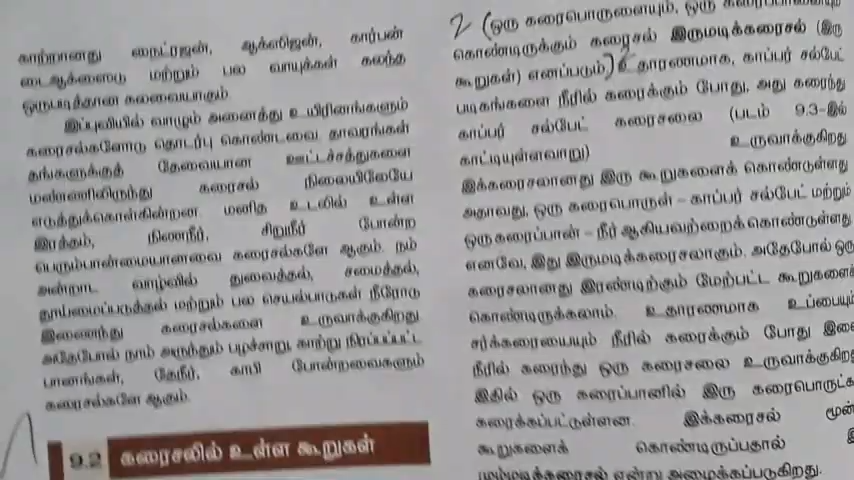 காற்றானது நைட்ரஜன், ஆக்ஸிஜன், கார்பன்
டைஆக்ஸைடு மற்றும் பல வாயுக்கள் கலந்த
ஒருபடித்தான கலவையாகும்.
இப்புவியில் வாழும் அனைத்து உயிரினங்களும்
கரைசல்களோடு தொடர்பு கொண்டவை. தாவரங்கள்
தங்களுக்குத் தேவையான ஊட்டச்சத்துகளை
மண்ணிலிருந்து கரைசல் நிலையிலேயே
எடுத்துக்கொள்கின்றன. மனித உடலில் உள்ள
இரத்தம், நிணநீர், சிறுநீர் போன்ற
பெரும்பான்மையானவை கரைசல்களே ஆகும். நம்
அன்றாட வாழ்வில் துவைத்தல், சமைத்தல்,
தூய்மைப்படுத்தல் மற்றும் பல செயல்பாடுகள் நீரோடு
இணைந்து கரைசல்களை உருவாக்குகிறது.
அதேபோல் நாம் அருந்தும் பழச்சாறு, காற்று நிரப்பப்பட்ட
பானங்கள், தேநீர், காபி போன்றவைகளும்
கரைசல்களே ஆகும்.
9.2 கரைசலில் உள்ள கூறுகள்
2 (ஒரு கரைபொருளையும், ஒரு
கொண்டிருக்கும் கரைசல் இருமடிக்கரைசல் (இரு
கூறுகள்) எனப்படும்) உதாரணமாக, காப்பர் சல்பேட்
படிகங்களை நீரில் கரைக்கும் போது, அது கரைந்து
காப்பர் சல்பேட் கரைசலை (படம் 9.3-இல்
காட்டியுள்ளவாறு) உருவாக்குகிறது
இக்கரைசலானது இரு கூறுகளைக் கொண்டுள்ளது
அதாவது, ஒரு கரைபொருள் – காப்பர் சல்பேட் மற்றும்
ஒரு கரைப்பான் – நீர் ஆகியவற்றைக்கொண்டுள்ளது
எனவே, இது இருமடிக்கரைசலாகும். அதேபோல் ஒரு
கரைசலானது இரண்டிற்கும் மேற்பட்ட கூறுகளைக்
கொண்டிருக்கலாம். உதாரணமாக உப்பையும்
சர்க்கரையையும் நீரில் கரைக்கும் போது இவை
நீரில் கரைந்து ஒரு கரைசலை உருவாக்குகிறது
இதில் ஒரு கரைப்பானில் இரு
கரைக்கப்பட்டுள்ளன. இக்கரைசல்
கூறுகளைக் கொண்டிருப்பதால்
மும்மடிக்கரைசல் என்று அழைக்கப்படுகிறது.